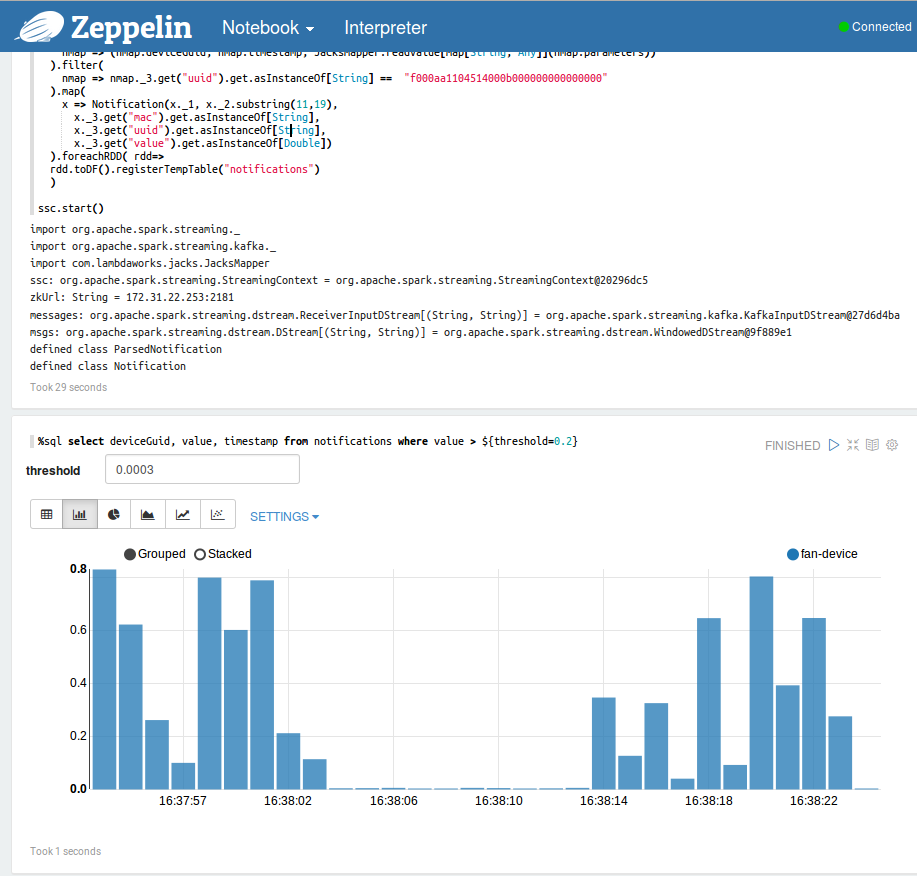 Zeppelin Notebook Interpreter Connected
nmap => (nmap.deviceGuid, nmap.timestamp, JacksMapper.readValue[Map[String, Any]](nmap.parameters))
).filter(
nmap => nmap._3.get("uuid").get.asInstanceOf[String] == "f000aa1104514000b000000000000000"
).map(
x => Notification(x._1, x._2.substring(11,19),
x._3.get("mac").get.asInstanceOf[String],
x._3.get("uuid").get.asInstanceOf[String],
x._3.get("value").get.asInstanceOf[Double])
).foreachRDD( rdd=>
rdd.toDF().registerTempTable("notifications")
)
ssc.start()
import org.apache.spark.streaming._
import org.apache.spark.streaming.kafka._
import com.lambdaworks.jacks.JacksMapper
ssc: org.apache.spark.streaming.StreamingContext = org.apache.spark.streaming.StreamingContext@20296dc5
zkUrl: String = 172.31.22.253:2181
messages: org.apache.spark.streaming.dstream.ReceiverInputDStream[(String, String)] = org.apache.spark.streaming.kafka.KafkaInputDStream@27d6d4ba
msgs: org.apache.spark.streaming.dstream.DStream[(String, String)] = org.apache.spark.streaming.dstream.WindowedDStream@9f889e1
defined class ParsedNotification
defined class Notification
Took 29 seconds
%sql select deviceGuid, value, timestamp from notifications where value > ${threshold=0.2}
FINISHED
threshold 0.0003
SETTINGS
Grouped Stacked fan-device
0.8
0.6
0.4
0.2
0.0
16:37:57 16:38:02 16:38:06 16:38:10 16:38:14 16:38:18 16:38:22
Took 1 seconds